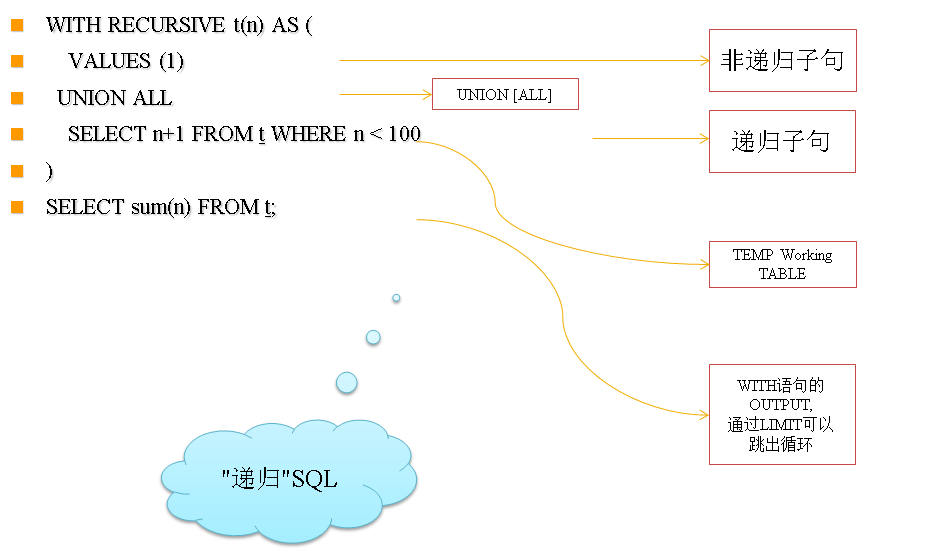 WITH RECURSIVE t(n) AS (
VALUES (1)
UNION ALL
SELECT n+1 FROM t WHERE n < 100
)
SELECT sum(n) FROM t;
非递归子句
UNION [ALL]
递归子句
TEMP Working
TABLE
WITH语句的
OUTPUT,
通过LIMIT可以
跳出循环
"递归"SQL